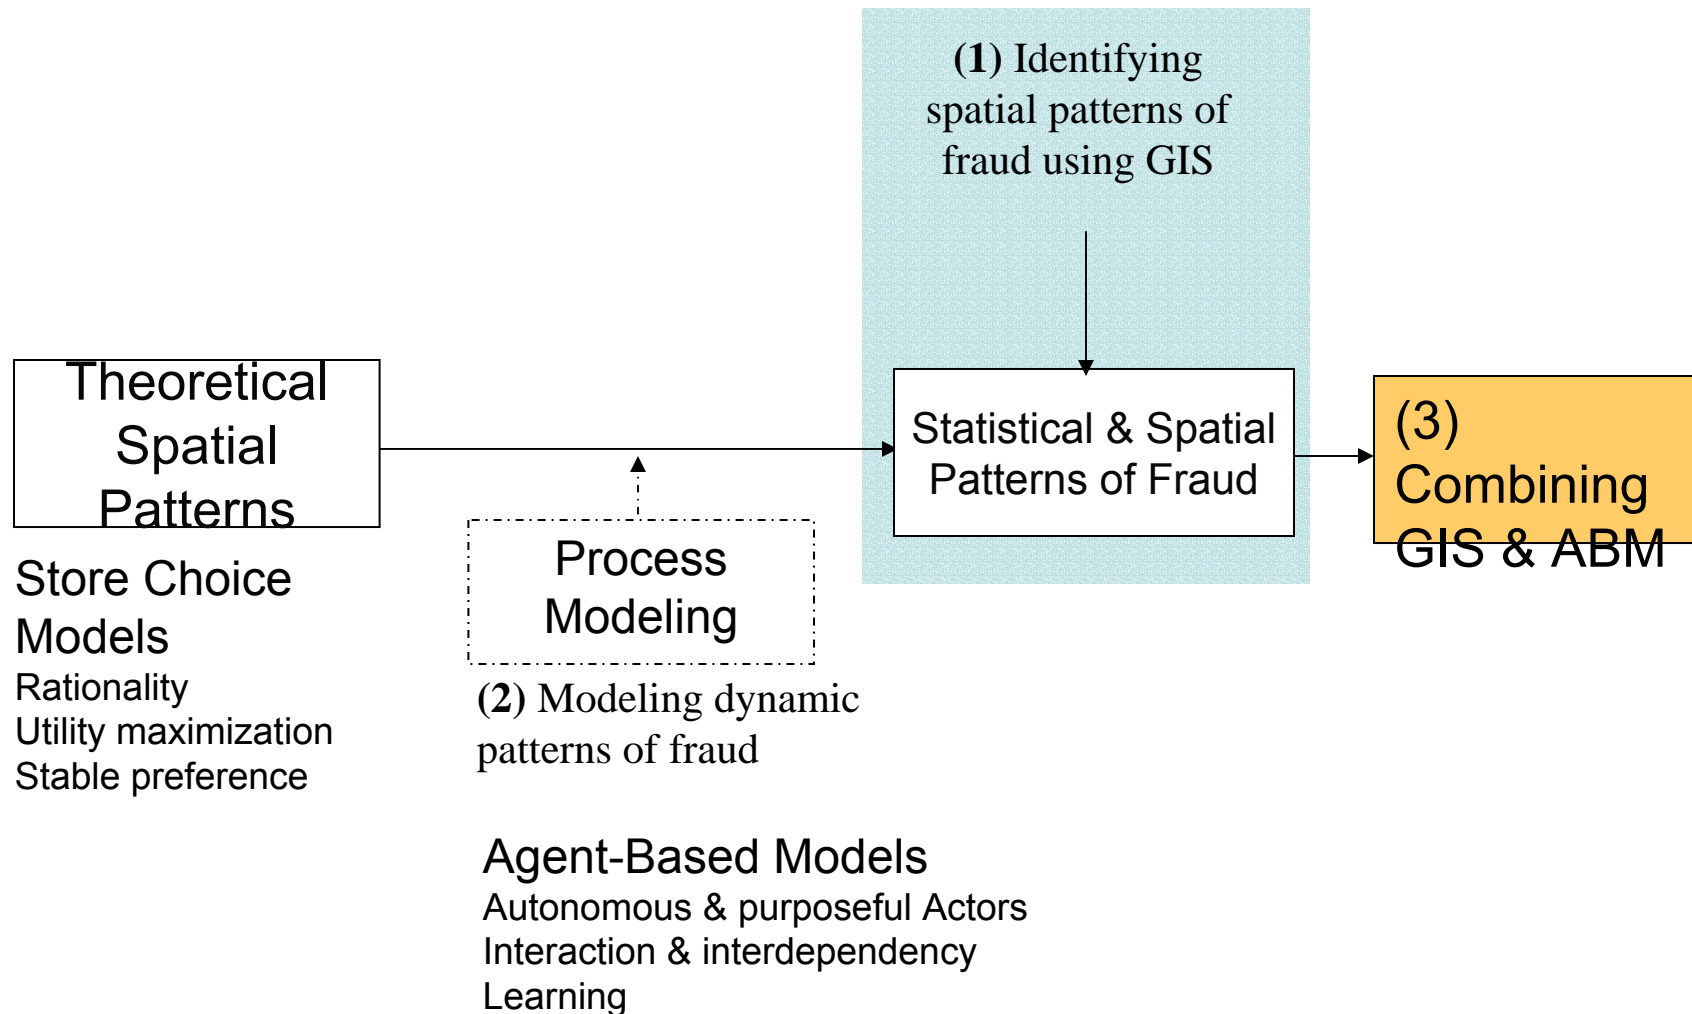 (1) Identifying
spatial patterns of
fraud using GIS
Theoretical
Spatial
Patterns
Store Choice
Models
Rationality
Utility maximization
Stable preference
Process
Modeling
(2) Modeling dynamic
patterns of fraud
Agent-Based Models
Autonomous & purposeful Actors
Interaction & interdependency
Learning
Statistical & Spatial
Patterns of Fraud
(3)
Combining
GIS & ABM